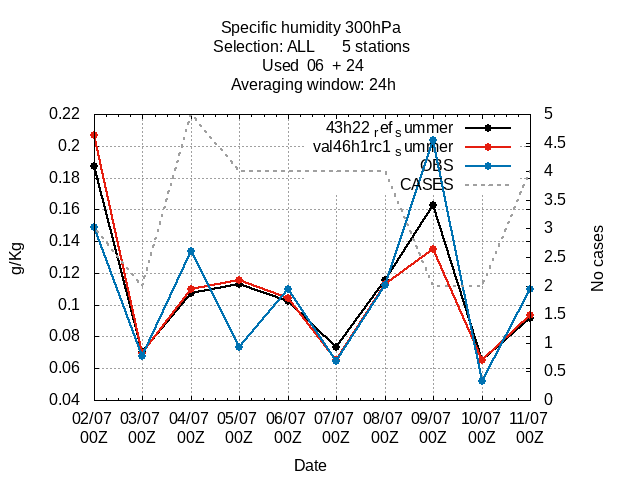 Specific humidity 300hPa
Selection: ALL 5 stations
Used 06 + 24
Averaging window: 24h
43h22 refsummer
val46h1rc1 summer
OBS
CASES
0.22
0.2
0.18
0.16
0.14
0.12
0.1
0.08
0.06
0.04
g/Kg
5
4.5
4
3.5
3
2.5
2
1.5
1
0.5
0
No cases
02/07 03/07 04/07 05/07 06/07 07/07 08/07 09/07 10/07 11/07
00Z 00Z 00Z 00Z 00Z 00Z 00Z 00Z 00Z 00Z
Date